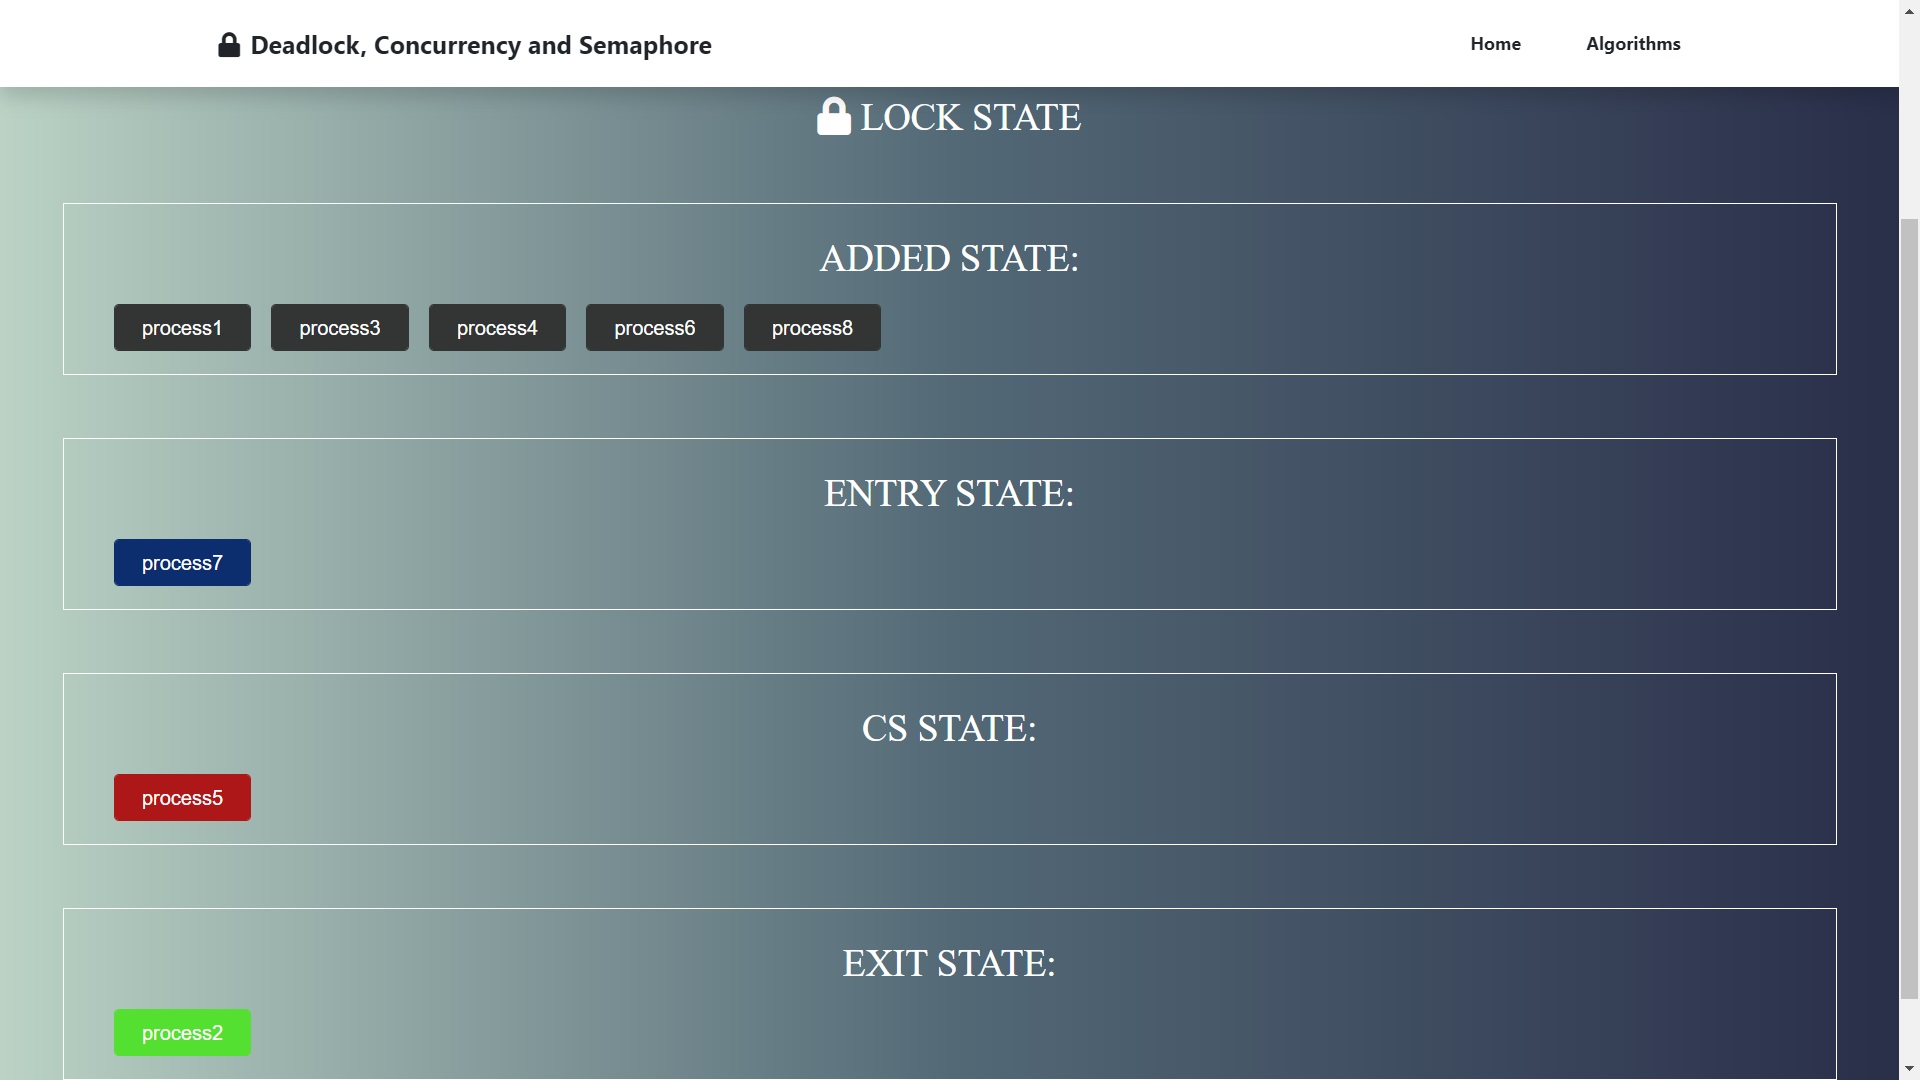 Deadlock, Concurrency and Semaphore Home Algorithms
LOCK STATE
ADDED STATE:
process1 process3 process4 process6 process8
ENTRY STATE:
process7
CS STATE:
process5
EXIT STATE:
process2